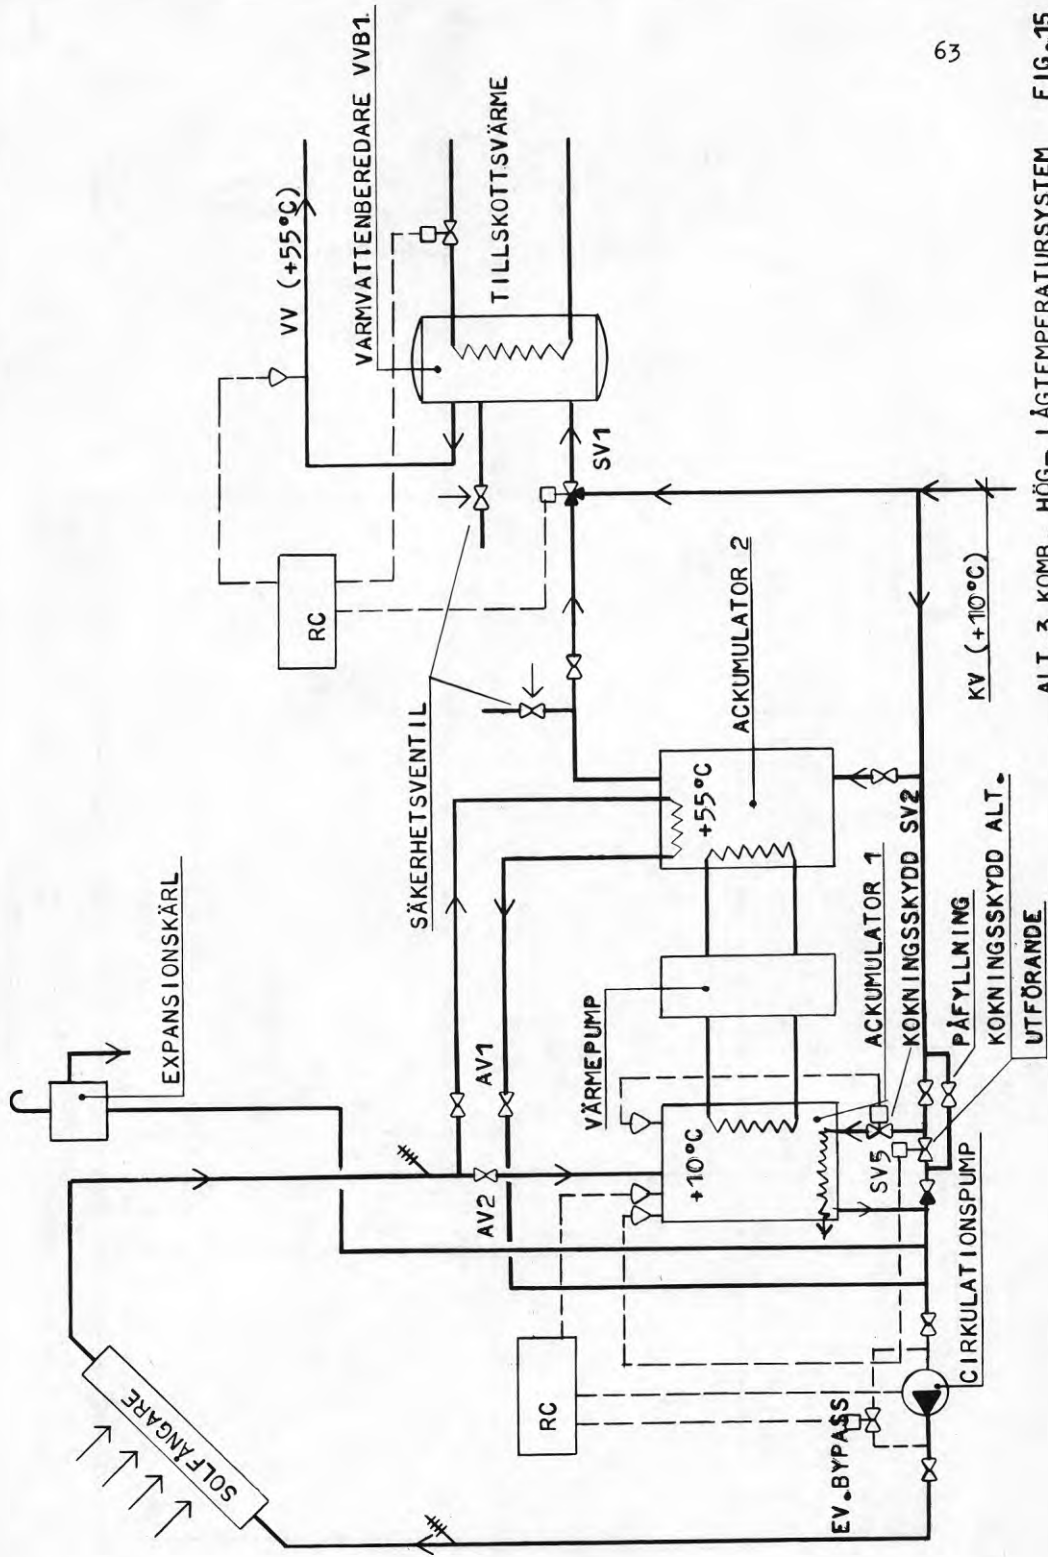 63
VV (+55°C)
VARMVATTENBEREDARE VVB1.
TILLSKOTTSVÄRME
RC
SV1
SÄKERHETSVENTIL
ACKUMULATOR 2
+55°C
KV (+10°C)
EXPANSIONSKÄRL
AV1
AV2
VÄRMEPUMP
+10°C
ACKUMULATOR 1
KOKNINGSSKYDD SV2
SV5
PÅFYLLNING
KOKNINGSSKYDD ALT.
UTFÖRANDE
CIRKULATIONSPUMP
SOLFÅNGARE
RC
EV.BYPASS
ALT 3 KOMB. HÖG- LÅGTEMPERATURSYSTEM FIG.15